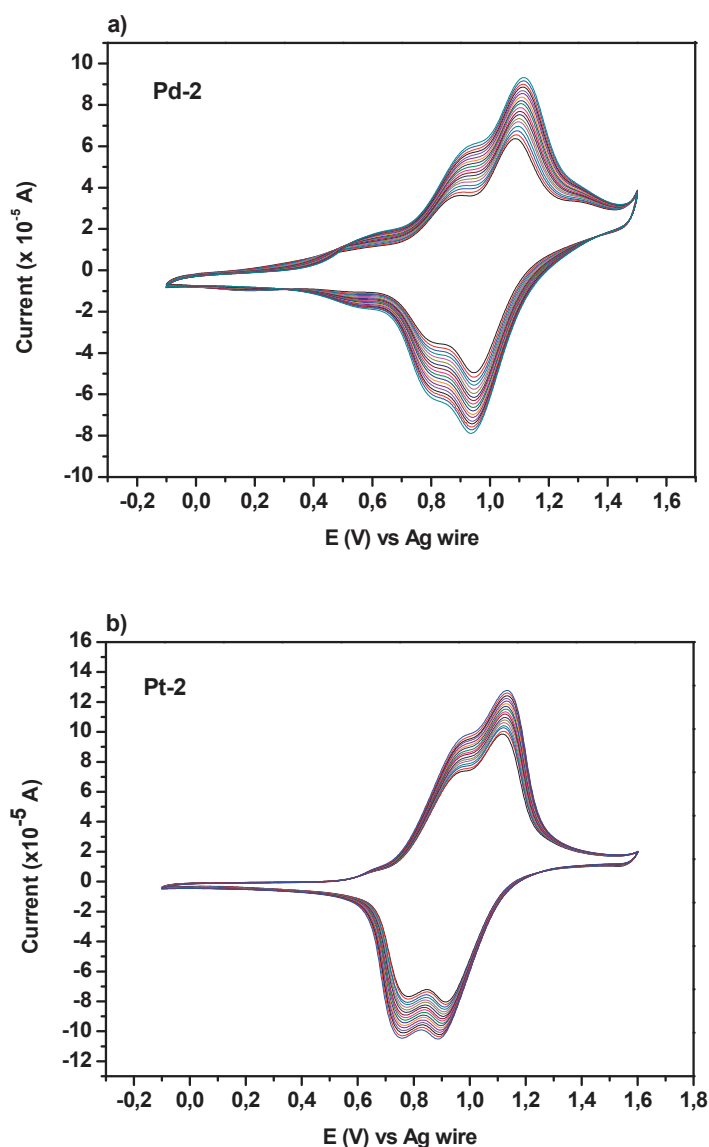 a)
Pd-2
10
8
6
4
2
0
-2
-4
-6
-8
-10
Current (x 10⁻⁵ A)
-0,2 0,0 0,2 0,4 0,6 0,8 1,0 1,2 1,4 1,6
E (V) vs Ag wire
b)
Pt-2
16
14
12
10
8
6
4
2
0
-2
-4
-6
-8
-10
-12
Current (x10⁻⁵ A)
-0,2 0,0 0,2 0,4 0,6 0,8 1,0 1,2 1,4 1,6 1,8
E (V) vs Ag wire